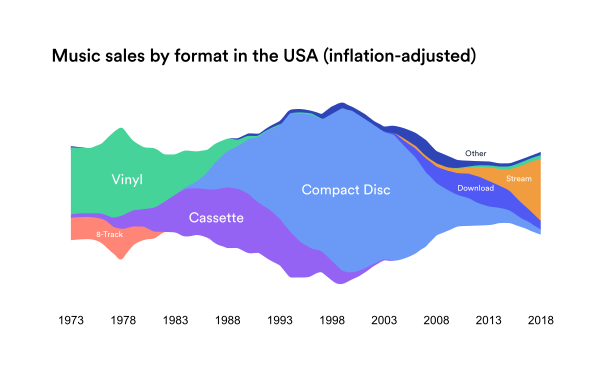 Music sales by format in the USA (inflation-adjusted)
Other
Vinyl
Stream
Download
Compact Disc
Cassette
8-Track
1973 1978 1983 1988 1993 1998 2003 2008 2013 2018